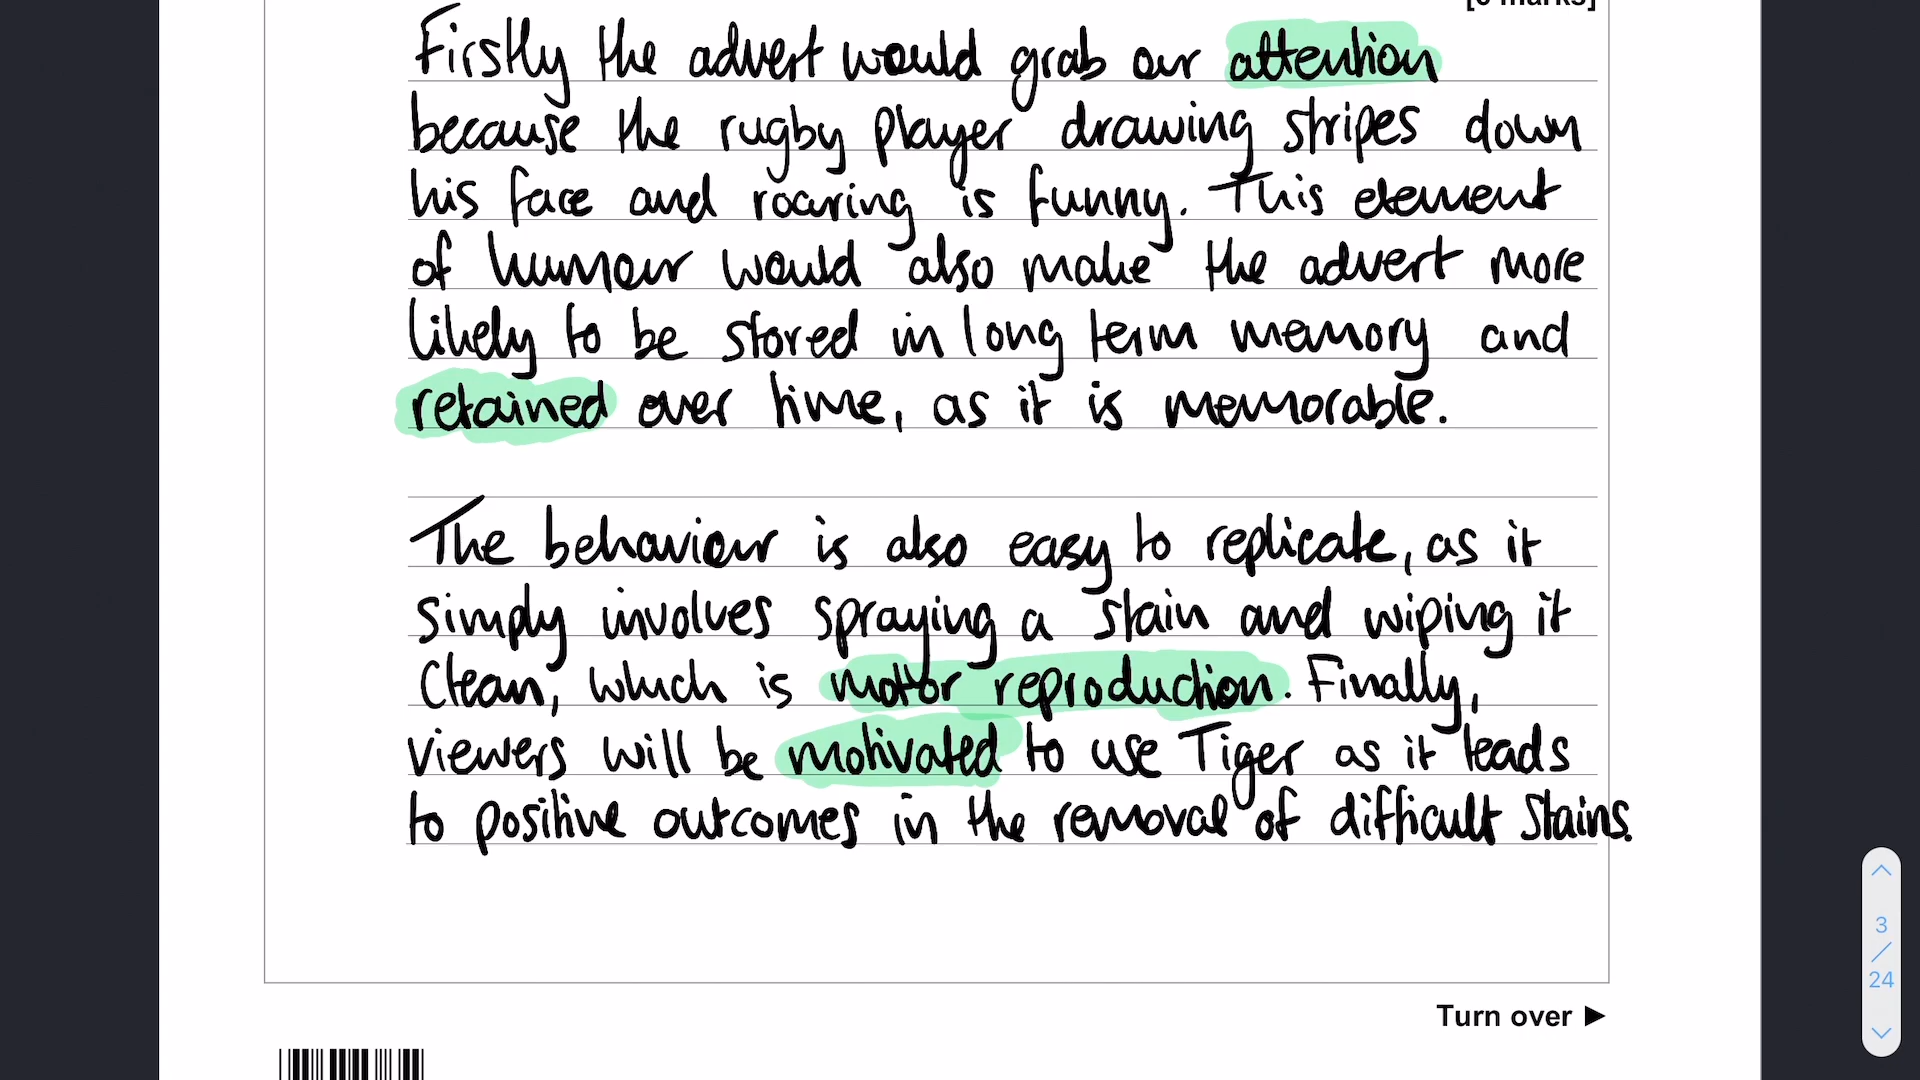 Firstly the advert would grab our attention
because the rugby player drawing stripes down
his face and roaring is funny. This element
of humour would also make the advert more
likely to be stored in long term memory and
retained over time, as it is memorable.
The behaviour is also easy to replicate, as it
simply involves spraying a stain and wiping it
clean, which is motor reproduction. Finally,
viewers will be motivated to use Tiger as it leads
to positive outcomes in the removal of difficult stains.
Turn over ►
3
/
24